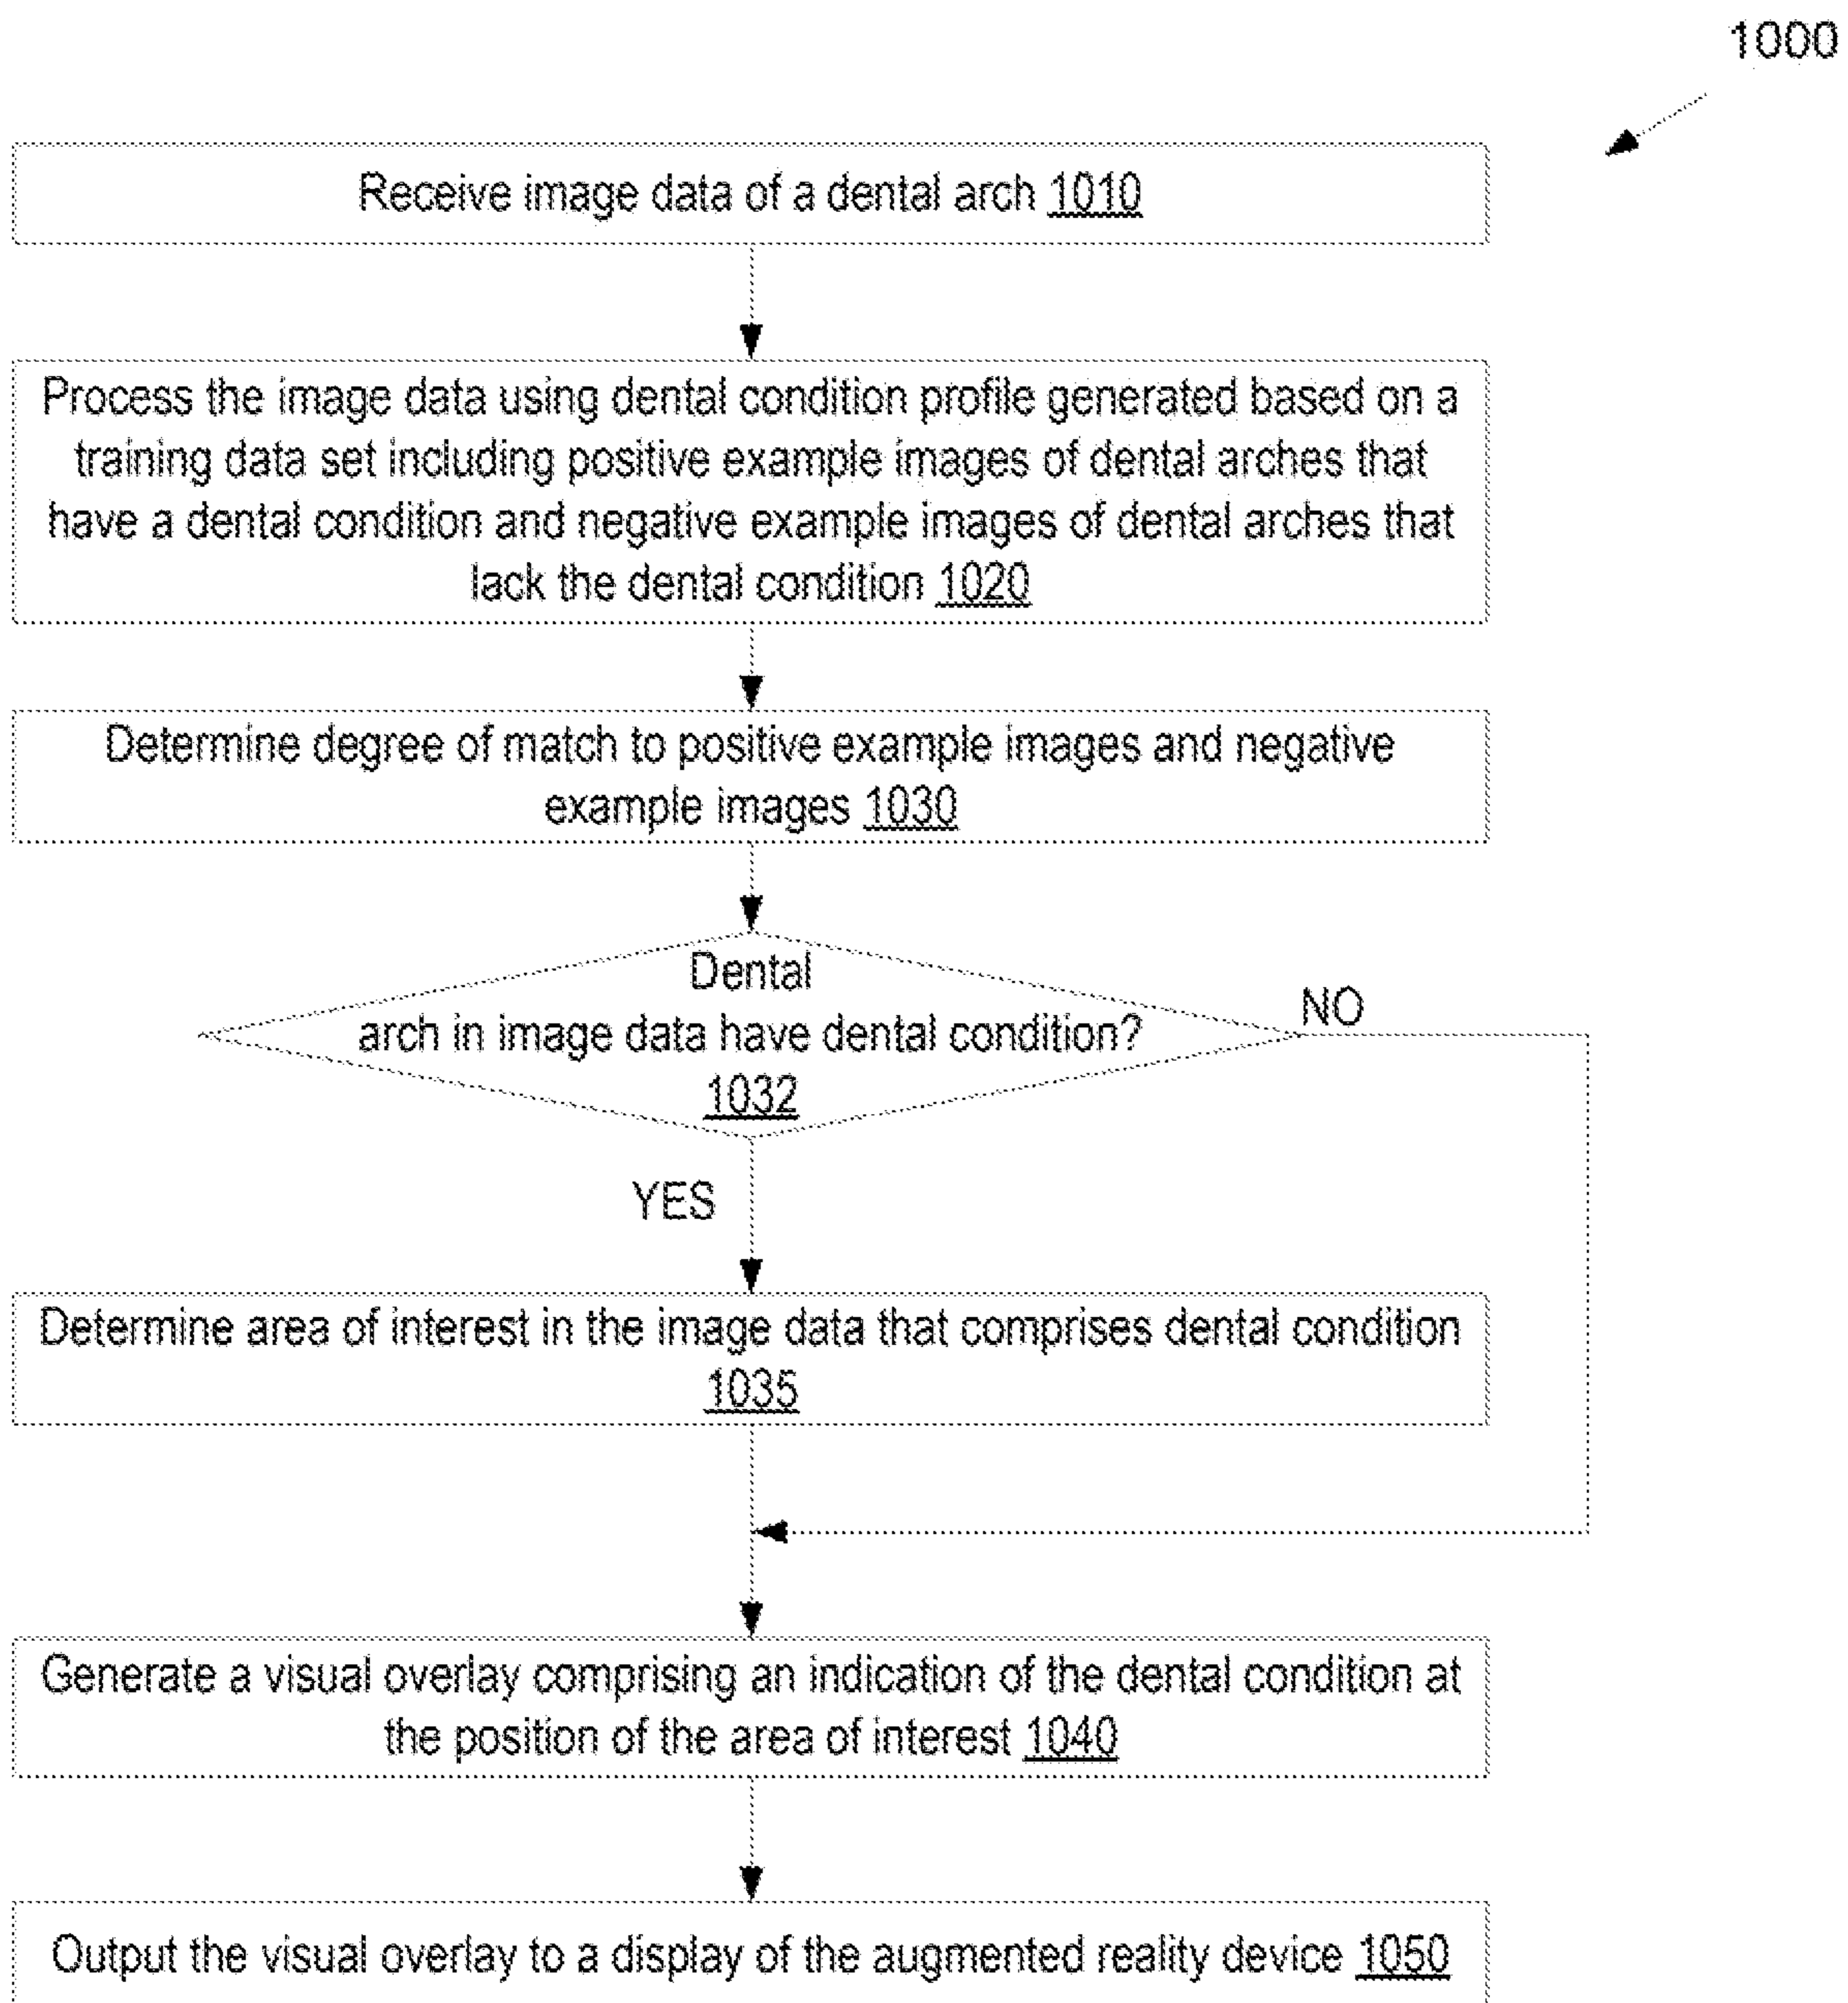 1000
Receive image data of a dental arch 1010
Process the image data using dental condition profile generated based on a
training data set including positive example images of dental arches that
have a dental condition and negative example images of dental arches that
lack the dental condition 1020
Determine degree of match to positive example images and negative
example images 1030
Dental
arch in image data have dental condition?
1032
NO
YES
Determine area of interest in the image data that comprises dental condition
1035
Generate a visual overlay comprising an indication of the dental condition at
the position of the area of interest 1040
Output the visual overlay to a display of the augmented reality device 1050